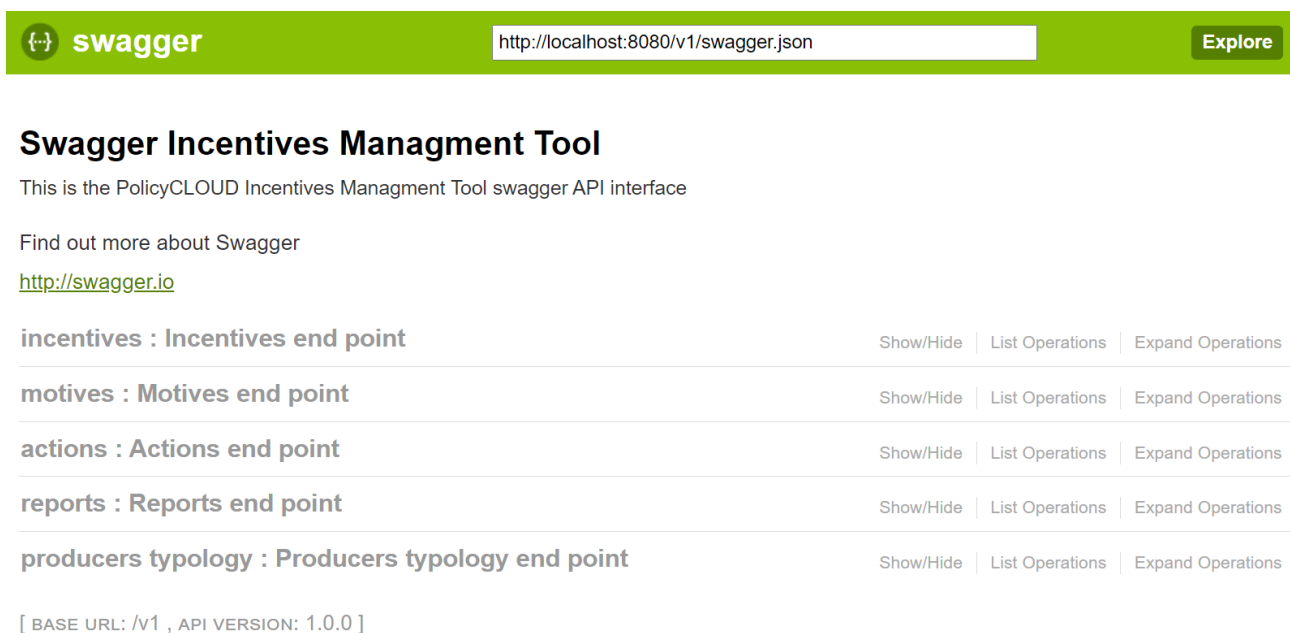 {··} swagger http://localhost:8080/v1/swagger.json Explore
Swagger Incentives Managment Tool
This is the PolicyCLOUD Incentives Managment Tool swagger API interface
Find out more about Swagger
http://swagger.io
incentives : Incentives end point Show/Hide List Operations Expand Operations
motives : Motives end point Show/Hide List Operations Expand Operations
actions : Actions end point Show/Hide List Operations Expand Operations
reports : Reports end point Show/Hide List Operations Expand Operations
producers typology : Producers typology end point Show/Hide List Operations Expand Operations
[ BASE URL: /v1 , API VERSION: 1.0.0 ]